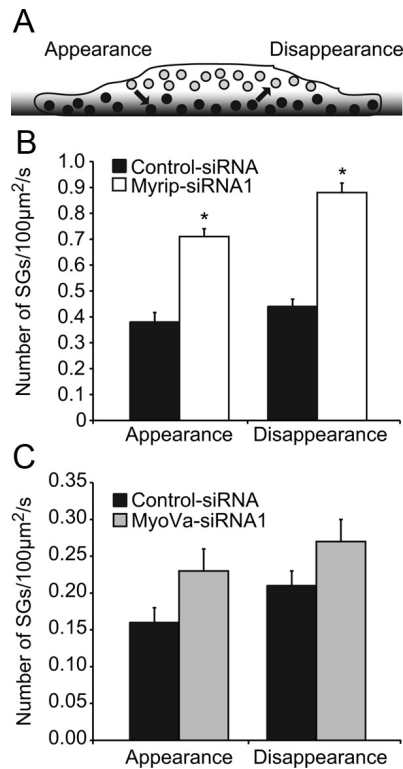 A
Appearance Disappearance
B
Number of SGs/100µm²/s
1.0
0.9
0.8
0.7
0.6
0.5
0.4
0.3
0.2
0.1
0
Control-siRNA
Myrip-siRNA1
*
*
Appearance Disappearance
C
Number of SGs/100µm²/s
0.35
0.30
0.25
0.20
0.15
0.10
0.05
0.00
Control-siRNA
MyoVa-siRNA1
Appearance Disappearance